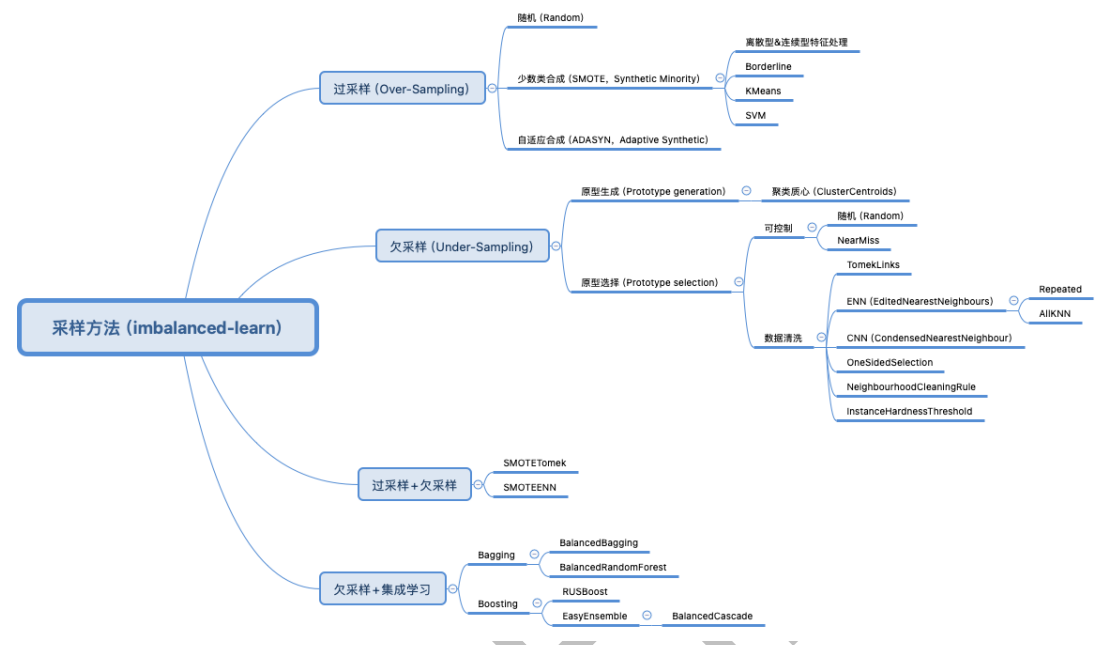 采样方法 (imbalanced-learn)
过采样 (Over-Sampling)
随机 (Random)
少数类合成 (SMOTE，Synthetic Minority)
离散型&连续型特征处理
Borderline
KMeans
SVM
自适应合成 (ADASYN，Adaptive Synthetic)
欠采样 (Under-Sampling)
原型生成 (Prototype generation)
聚类质心 (ClusterCentroids)
原型选择 (Prototype selection)
可控制
随机 (Random)
NearMiss
数据清洗
TomekLinks
ENN (EditedNearestNeighbours)
Repeated
AllKNN
CNN (CondensedNearestNeighbour)
OneSidedSelection
NeighbourhoodCleaningRule
InstanceHardnessThreshold
过采样+欠采样
SMOTETomek
SMOTEENN
欠采样+集成学习
Bagging
BalancedBagging
BalancedRandomForest
Boosting
RUSBoost
EasyEnsemble
BalancedCascade